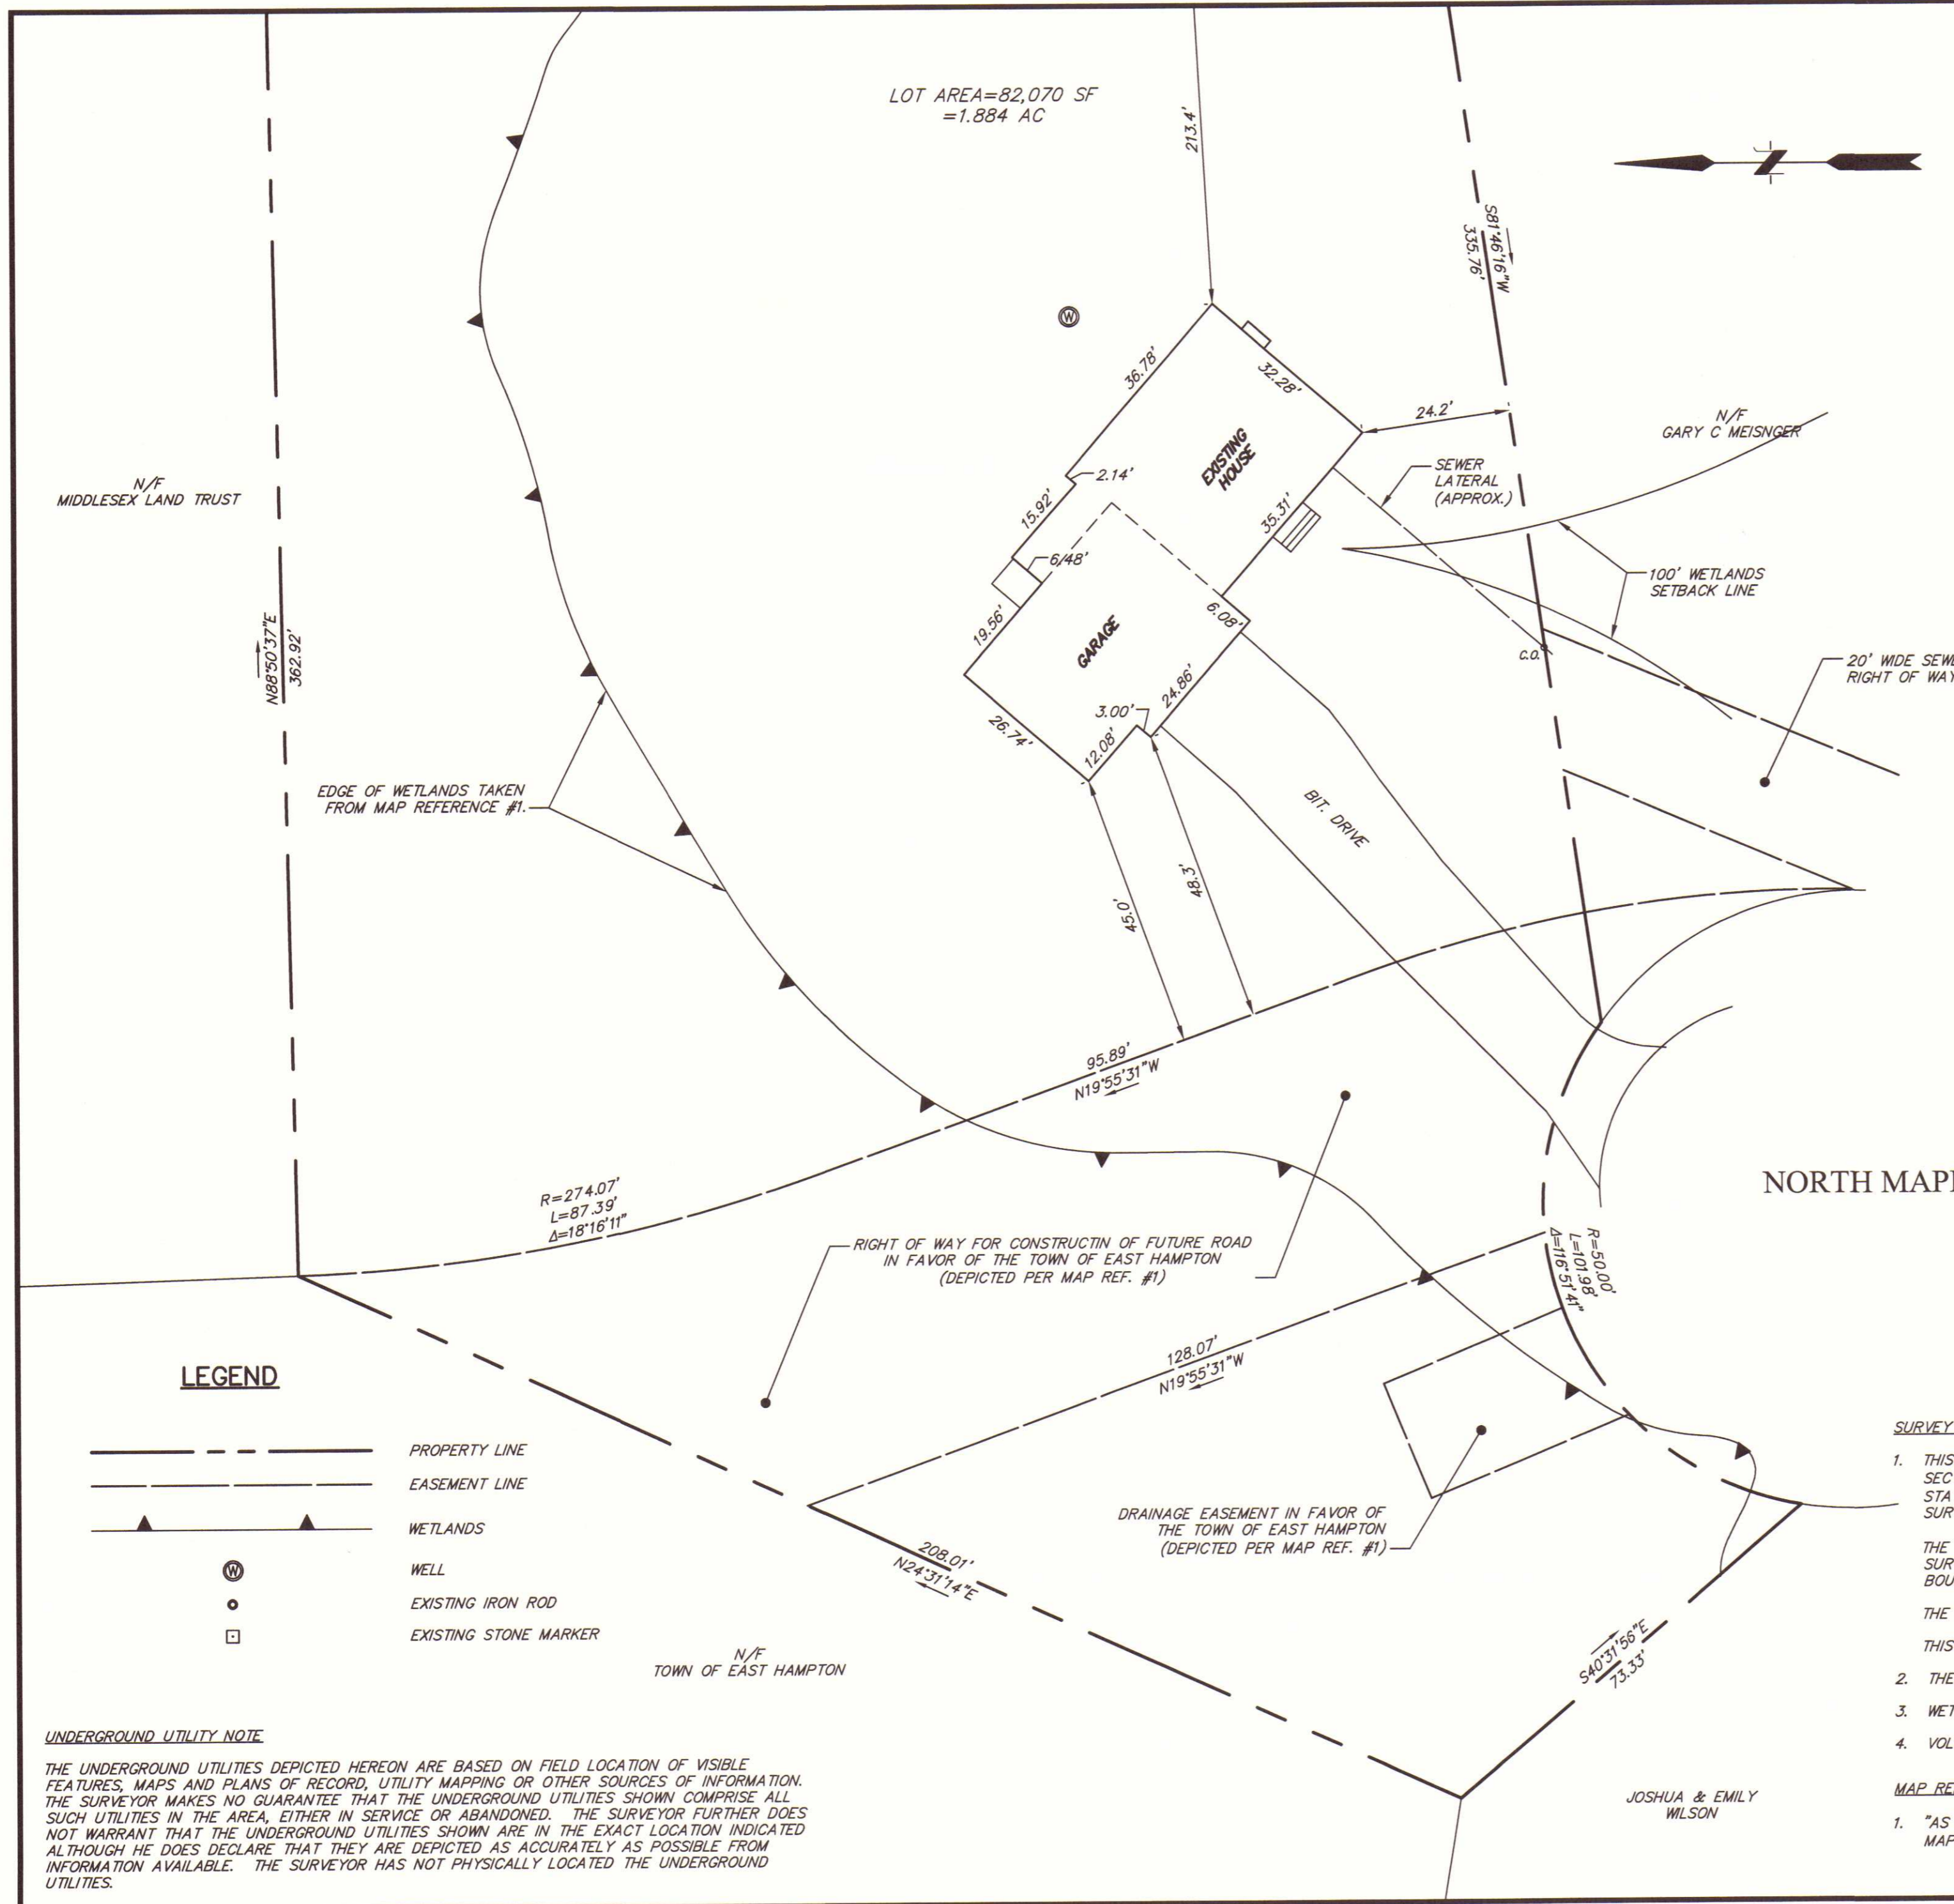 LOT AREA=82,070 SF
=1.884 AC
213.4'
S81°46'16"W
335.76'
N
W
36.78'
32.28'
24.2'
N/F
GARY C MEISNGER
EXISTING
HOUSE
2.14'
15.92'
35.31'
SEWER
LATERAL
(APPROX.)
N/F
MIDDLESEX LAND TRUST
6/48'
19.56'
GARAGE
6.08'
100' WETLANDS
SETBACK LINE
C.O.
20' WIDE SEWE
RIGHT OF WAY
N88°50'37"E
362.92'
3.00'
24.86'
26.74'
12.08'
EDGE OF WETLANDS TAKEN
FROM MAP REFERENCE #1.
BIT. DRIVE
45.0'
48.3'
95.89'
N19°55'31"W
R=274.07'
L=87.39'
Δ=18°16'11"
NORTH MAPL
RIGHT OF WAY FOR CONSTRUCTIN OF FUTURE ROAD
IN FAVOR OF THE TOWN OF EAST HAMPTON
(DEPICTED PER MAP REF. #1)
R=50.00'
L=101.98'
Δ=116°51'41"
128.07'
N19°55'31"W
LEGEND
PROPERTY LINE
EASEMENT LINE
WETLANDS
W
WELL
EXISTING IRON ROD
EXISTING STONE MARKER
DRAINAGE EASEMENT IN FAVOR OF
THE TOWN OF EAST HAMPTON
(DEPICTED PER MAP REF. #1)
208.01'
N24°31'14"E
N/F
TOWN OF EAST HAMPTON
S40°31'56"E
73.33'
JOSHUA & EMILY
WILSON
SURVEY
1. THIS
SEC
STA
SUR
THE
SUR
BOU
THE
THIS
2. THE
3. WET
4. VOL
MAP REF
1. "AS
MAP
UNDERGROUND UTILITY NOTE
THE UNDERGROUND UTILITIES DEPICTED HEREON ARE BASED ON FIELD LOCATION OF VISIBLE
FEATURES, MAPS AND PLANS OF RECORD, UTILITY MAPPING OR OTHER SOURCES OF INFORMATION.
THE SURVEYOR MAKES NO GUARANTEE THAT THE UNDERGROUND UTILITIES SHOWN COMPRISE ALL
SUCH UTILITIES IN THE AREA, EITHER IN SERVICE OR ABANDONED. THE SURVEYOR FURTHER DOES
NOT WARRANT THAT THE UNDERGROUND UTILITIES SHOWN ARE IN THE EXACT LOCATION INDICATED
ALTHOUGH HE DOES DECLARE THAT THEY ARE DEPICTED AS ACCURATELY AS POSSIBLE FROM
INFORMATION AVAILABLE. THE SURVEYOR HAS NOT PHYSICALLY LOCATED THE UNDERGROUND
UTILITIES.